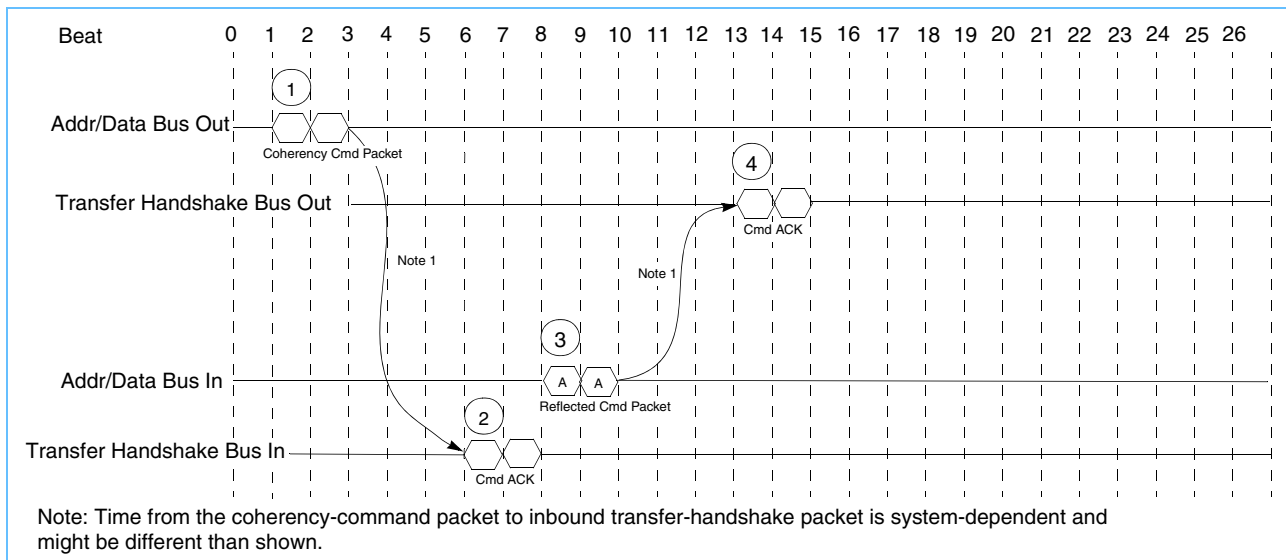 Beat 0 1 2 3 4 5 6 7 8 9 10 11 12 13 14 15 16 17 18 19 20 21 22 23 24 25 26
1
Addr/Data Bus Out
Coherency Cmd Packet
4
Transfer Handshake Bus Out
Cmd ACK
Note 1
Note 1
3
Addr/Data Bus In
A A
Reflected Cmd Packet
2
Transfer Handshake Bus In
Cmd ACK
Note: Time from the coherency-command packet to inbound transfer-handshake packet is system-dependent and
might be different than shown.